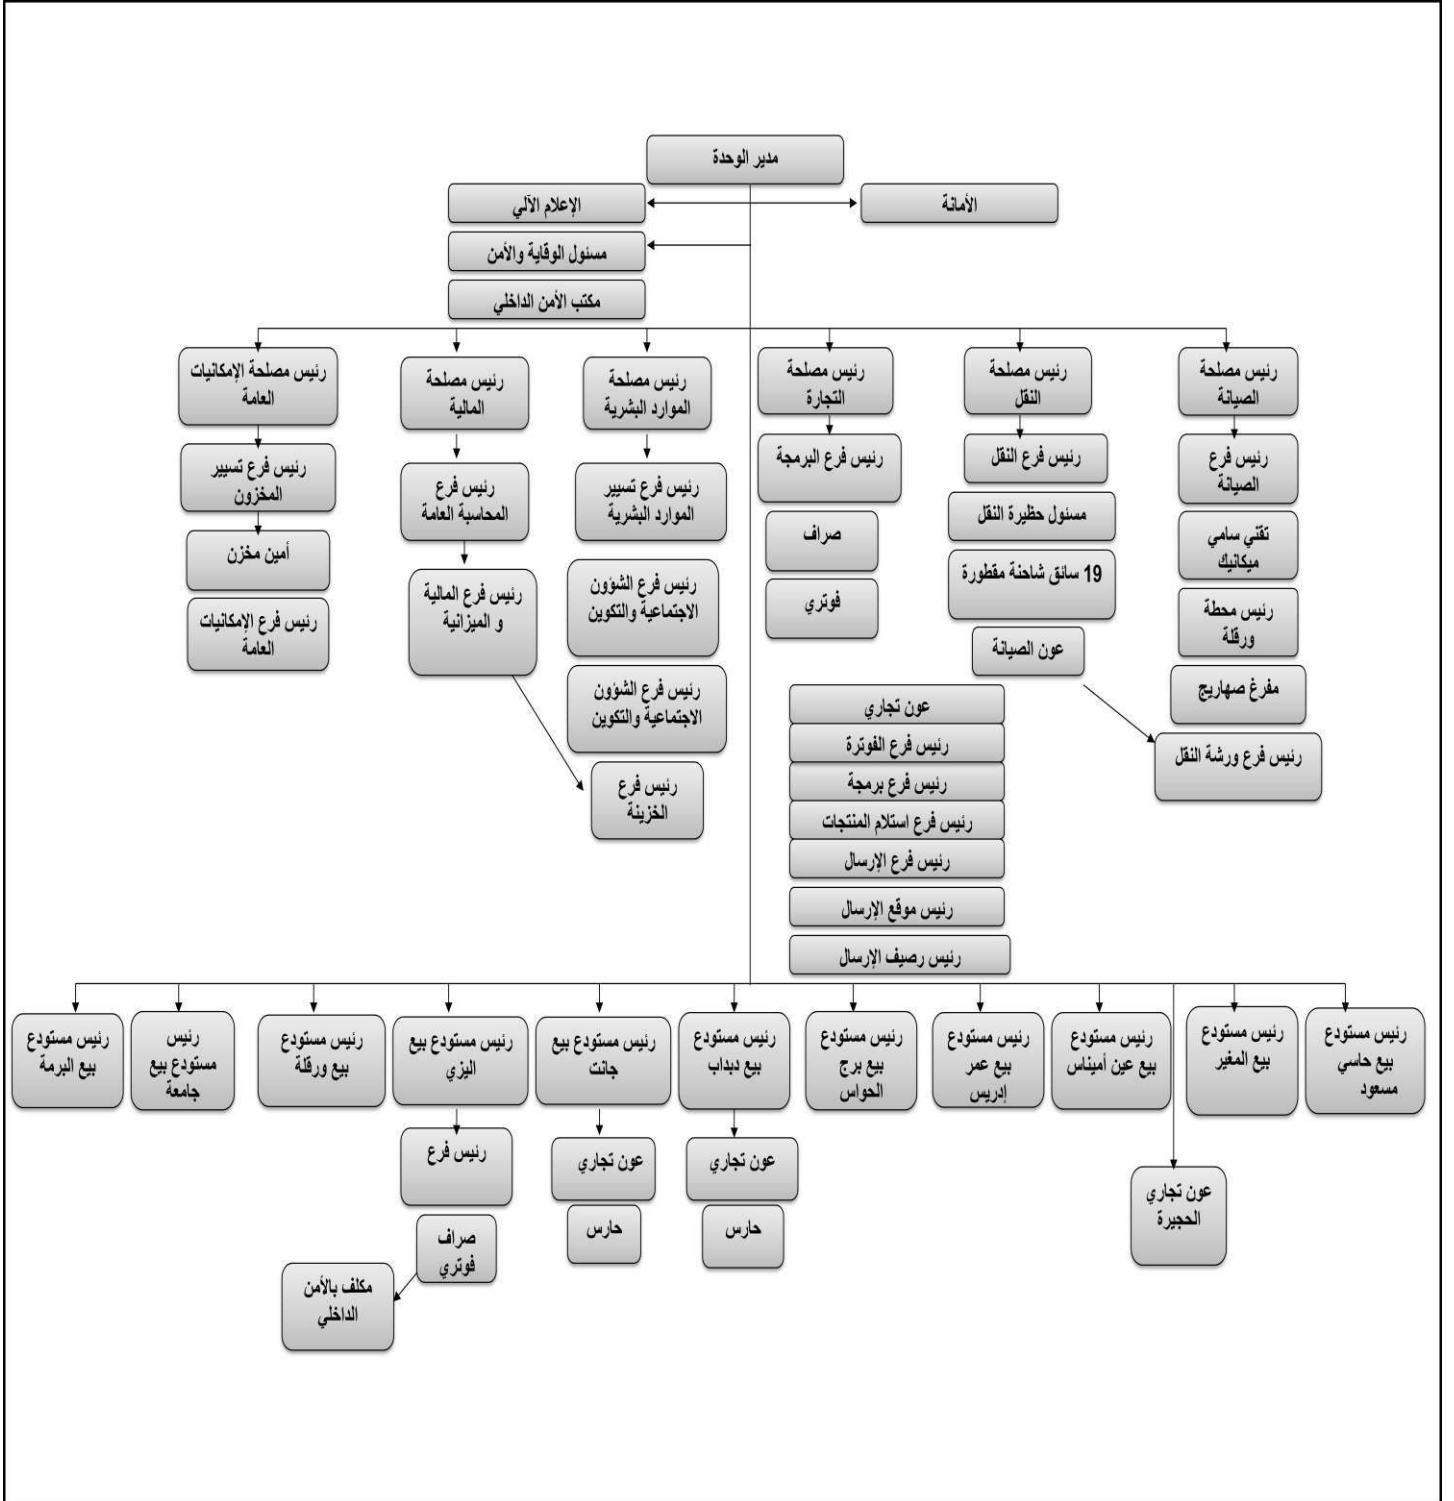 مدير الوحدة
الأمانة
الإعلام الآلي
مسئول الوقاية والأمن
مكتب الأمن الداخلي
رئيس مصلحة
الصيانة
رئيس فرع
الصيانة
تقني سامي
ميكانيك
رئيس محطة
ورقلة
مفرغ صهاريج
رئيس فرع ورشة النقل
رئيس مصلحة
النقل
رئيس فرع النقل
مسئول حظيرة النقل
19 سائق شاحنة مقطورة
عون الصيانة
رئيس مصلحة
التجارة
رئيس فرع البرمجة
صراف
فوتري
عون تجاري
رئيس فرع الفوترة
رئيس فرع برمجة
رئيس فرع استلام المنتجات
رئيس فرع الإرسال
رئيس موقع الإرسال
رئيس رصيف الإرسال
رئيس مصلحة
الموارد البشرية
رئيس فرع تسيير
الموارد البشرية
رئيس فرع الشؤون
الاجتماعية والتكوين
رئيس فرع الشؤون
الاجتماعية والتكوين
رئيس فرع
الخزينة
رئيس مصلحة
المالية
رئيس فرع
المحاسبة العامة
رئيس فرع المالية
و الميزانية
رئيس مصلحة الإمكانيات
العامة
رئيس فرع تسيير
المخزون
أمين مخزن
رئيس فرع الإمكانيات
العامة
رئيس مستودع
بيع حاسي
مسعود
رئيس مستودع
بيع المغير
عون تجاري
الحجيرة
رئيس مستودع
بيع عين أميناس
رئيس مستودع
بيع عمر
إدريس
رئيس مستودع
بيع برج
الحواس
رئيس مستودع
بيع دبداب
عون تجاري
حارس
رئيس مستودع بيع
جانت
عون تجاري
حارس
رئيس مستودع بيع
اليزي
رئيس فرع
صراف
فوتري
مكلف بالأمن
الداخلي
رئيس مستودع
بيع ورقلة
رئيس
مستودع بيع
جامعة
رئيس مستودع
بيع البرمة